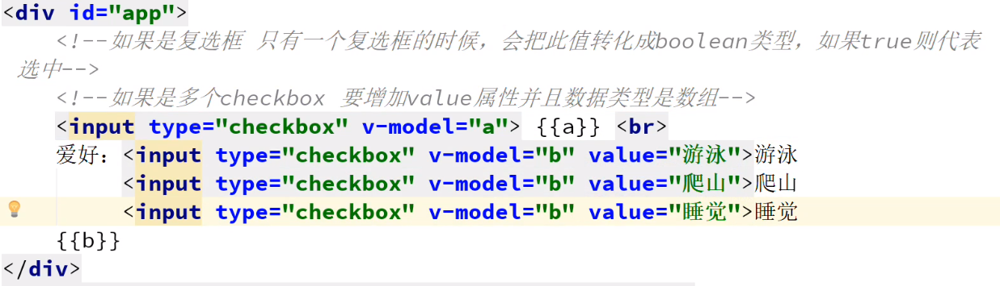 <div id="app">
<!--如果是复选框 只有一个复选框的时候，会把此值转化成boolean类型，如果true则代表
选中-->
<!--如果是多个checkbox 要增加value属性并且数据类型是数组-->
<input type="checkbox" v-model="a"> {{a}} <br>
爱好：<input type="checkbox" v-model="b" value="游泳">游泳
<input type="checkbox" v-model="b" value="爬山">爬山
<input type="checkbox" v-model="b" value="睡觉">睡觉
{{b}}
</div>